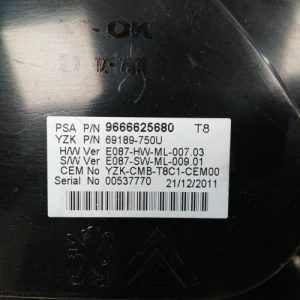 OK
PSA P/N 9666625680 T8
YZK P/N 69189-750U
H/W Ver E087-HW-ML-007.03
S/W Ver E087-SW-ML-009.01
CEM No YZK-CMB-T8C1-CEM00
Serial No 00537770 21/12/2011